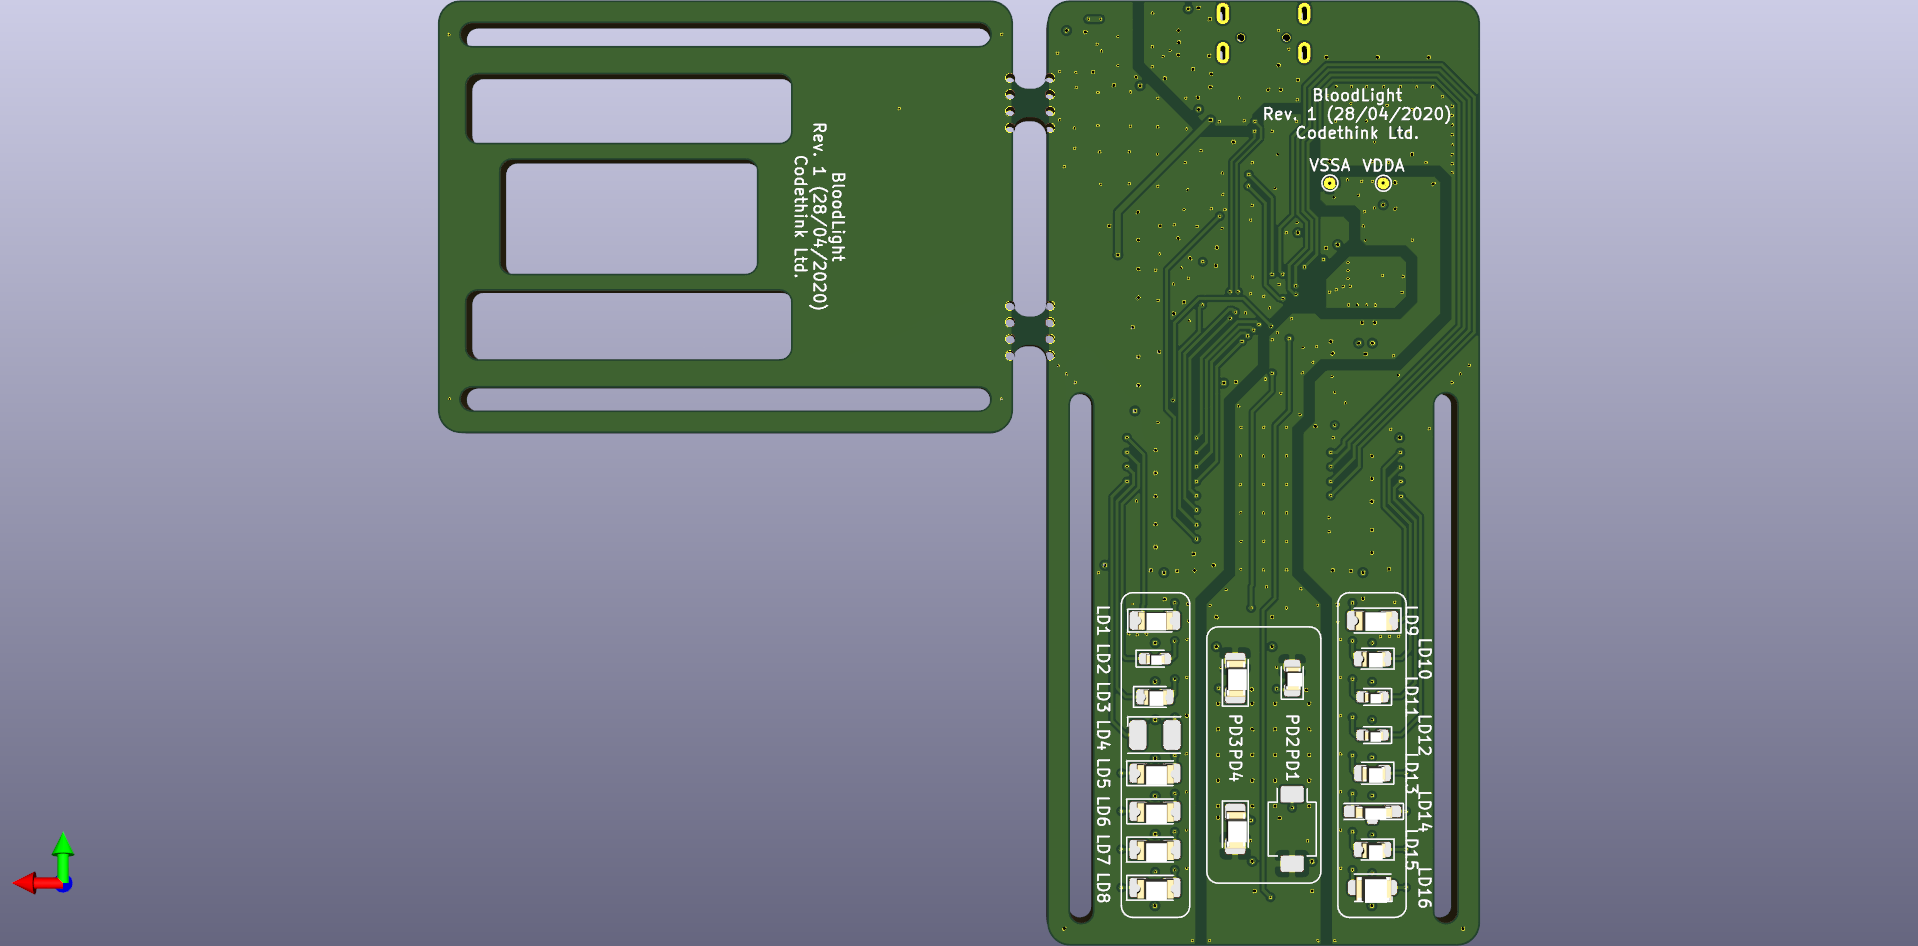 BloodLight
Rev. 1 (28/04/2020)
Codethink Ltd.
BloodLight
Rev. 1 (28/04/2020)
Codethink Ltd.
VSSA VDDA
LD1
LD2
LD3
LD4
LD5
LD6
LD7
LD8
PD3PD4
PD2PD1
LD9
LD10
LD11
LD12
LD13
LD14
LD15
LD16